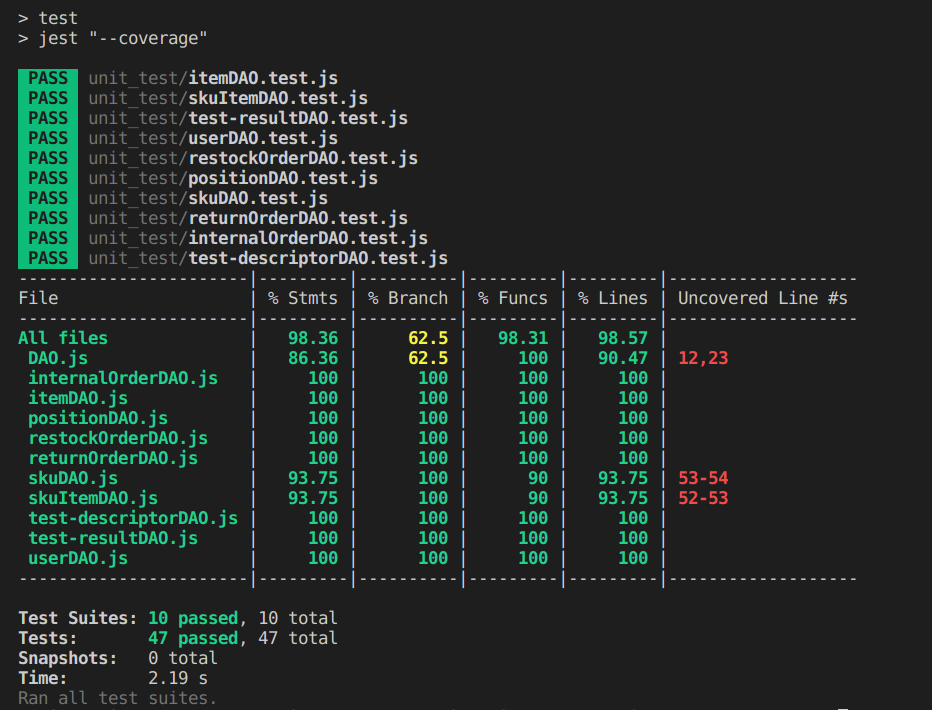 > test
> jest "--coverage"
PASS unit_test/itemDAO.test.js
PASS unit_test/skuItemDAO.test.js
PASS unit_test/test-resultDAO.test.js
PASS unit_test/userDAO.test.js
PASS unit_test/restockOrderDAO.test.js
PASS unit_test/positionDAO.test.js
PASS unit_test/skuDAO.test.js
PASS unit_test/returnOrderDAO.test.js
PASS unit_test/internalOrderDAO.test.js
PASS unit_test/test-descriptorDAO.test.js
-----------------------|---------|----------|---------|---------|-------------------
File                   | % Stmts | % Branch | % Funcs | % Lines | Uncovered Line #s
-----------------------|---------|----------|---------|---------|-------------------
All files              |   98.36 |     62.5 |   98.31 |   98.57 |
 DAO.js                |   86.36 |     62.5 |     100 |   90.47 | 12,23
 internalOrderDAO.js   |     100 |      100 |     100 |     100 |
 itemDAO.js            |     100 |      100 |     100 |     100 |
 positionDAO.js        |     100 |      100 |     100 |     100 |
 restockOrderDAO.js    |     100 |      100 |     100 |     100 |
 returnOrderDAO.js     |     100 |      100 |     100 |     100 |
 skuDAO.js             |   93.75 |      100 |      90 |   93.75 | 53-54
 skuItemDAO.js         |   93.75 |      100 |      90 |   93.75 | 52-53
 test-descriptorDAO.js |     100 |      100 |     100 |     100 |
 test-resultDAO.js     |     100 |      100 |     100 |     100 |
 userDAO.js            |     100 |      100 |     100 |     100 |
-----------------------|---------|----------|---------|---------|-------------------
Test Suites: 10 passed, 10 total
Tests:       47 passed, 47 total
Snapshots:   0 total
Time:        2.19 s
Ran all test suites.